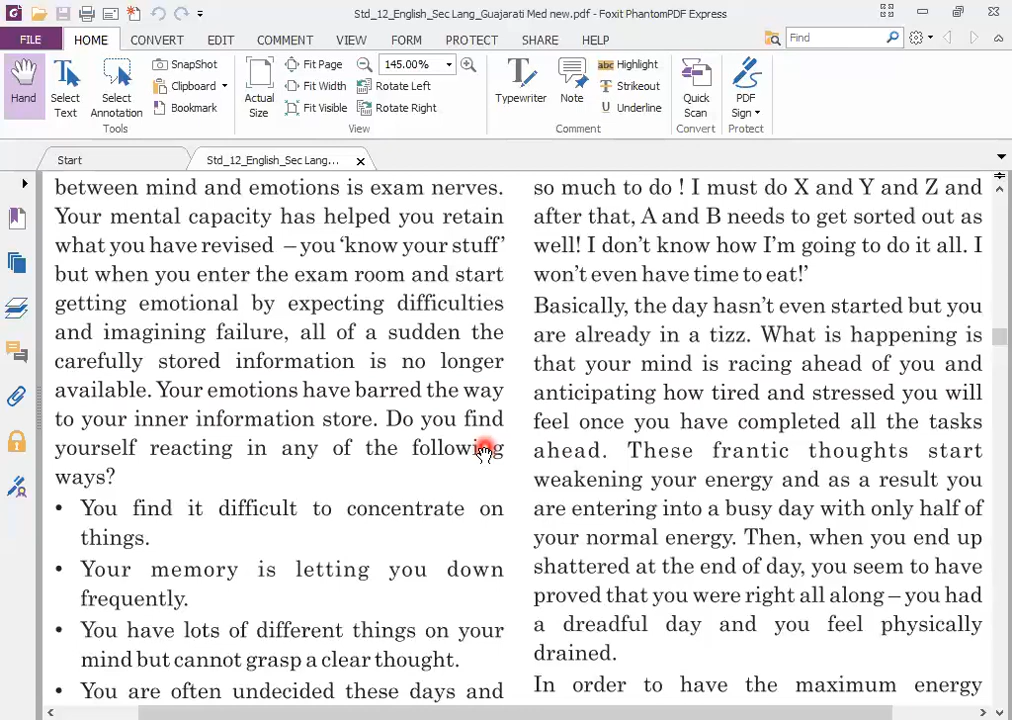 Std_12_English_Sec Lang_Guajarati Med new.pdf - Foxit PhantomPDF Express
FILE
HOME
CONVERT
EDIT
COMMENT
VIEW
FORM
PROTECT
SHARE
HELP
Find
Hand
Select Text
Select Annotation
SnapShot
Clipboard
Bookmark
Tools
Actual Size
Fit Page
Fit Width
Fit Visible
145.00%
Rotate Left
Rotate Right
View
Typewriter
Note
abc Highlight
T Strikeout
U Underline
Comment
Quick Scan
Convert
PDF Sign
Protect
Start
Std_12_English_Sec Lang...
between mind and emotions is exam nerves.
Your mental capacity has helped you retain
what you have revised – you ‘know your stuff’
but when you enter the exam room and start
getting emotional by expecting difficulties
and imagining failure, all of a sudden the
carefully stored information is no longer
available. Your emotions have barred the way
to your inner information store. Do you find
yourself reacting in any of the following
ways?
• You find it difficult to concentrate on
things.
• Your memory is letting you down
frequently.
• You have lots of different things on your
mind but cannot grasp a clear thought.
• You are often undecided these days and
so much to do ! I must do X and Y and Z and
after that, A and B needs to get sorted out as
well! I don’t know how I’m going to do it all. I
won’t even have time to eat!’
Basically, the day hasn’t even started but you
are already in a tizz. What is happening is
that your mind is racing ahead of you and
anticipating how tired and stressed you will
feel once you have completed all the tasks
ahead. These frantic thoughts start
weakening your energy and as a result you
are entering into a busy day with only half of
your normal energy. Then, when you end up
shattered at the end of day, you seem to have
proved that you were right all along – you had
a dreadful day and you feel physically
drained.
In order to have the maximum energy